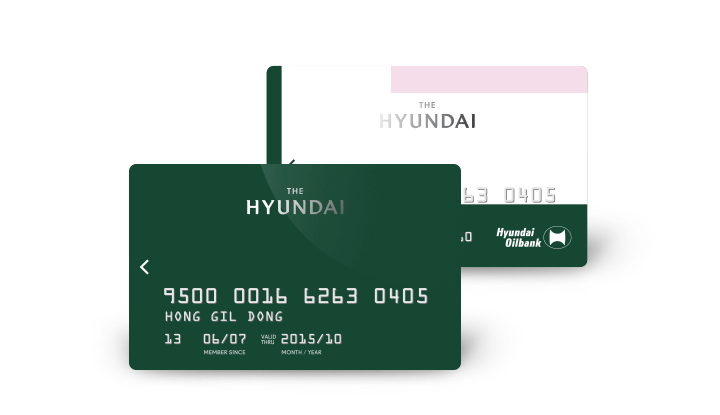 THE
HYUNDAI
63 0405
Hyundai
Oilbank
THE
HYUNDAI
9500 0016 6263 0405
HONG GIL DONG
13 06/07 VALID THRU 2015/10
MEMBER SINCE MONTH / YEAR